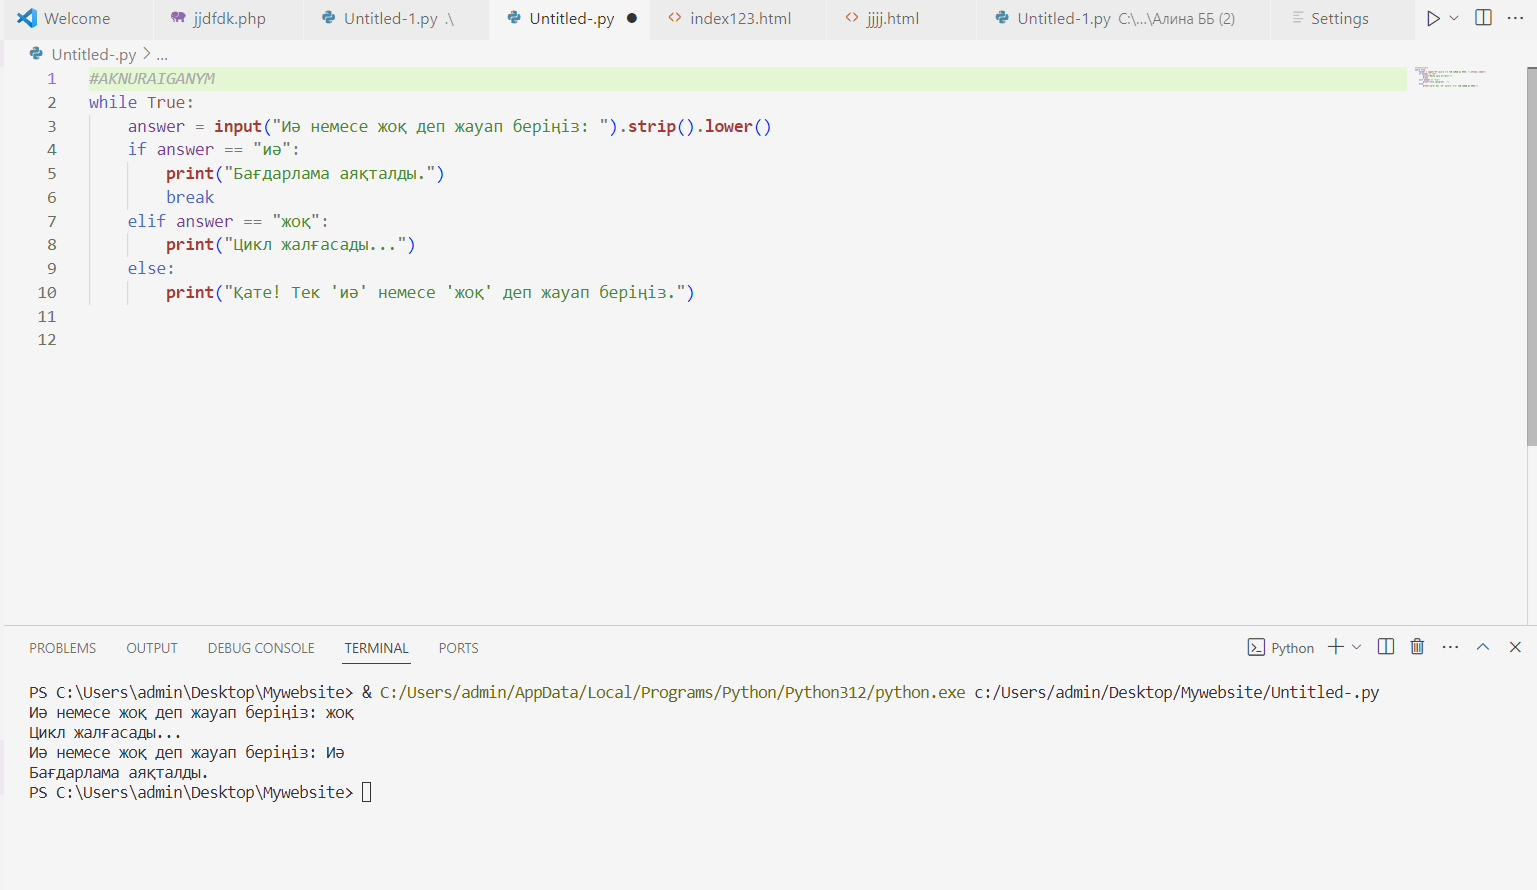 Welcome jjdfdk.php Untitled-1.py .\ Untitled-.py index123.html jjjj.html Untitled-1.py C:\...\Алина ББ (2) Settings
Untitled-.py > ...
1 #AKNURAIGANYM
2 while True:
3 answer = input("Иә немесе жоқ деп жауап беріңіз: ").strip().lower()
4 if answer == "иә":
5 print("Бағдарлама аяқталды.")
6 break
7 elif answer == "жоқ":
8 print("Цикл жалғасады...")
9 else:
10 print("Қате! Тек 'иә' немесе 'жоқ' деп жауап беріңіз.")
11
12
PROBLEMS OUTPUT DEBUG CONSOLE TERMINAL PORTS Python
PS C:\Users\admin\Desktop\Mywebsite> & C:/Users/admin/AppData/Local/Programs/Python/Python312/python.exe c:/Users/admin/Desktop/Mywebsite/Untitled-.py
Иә немесе жоқ деп жауап беріңіз: жоқ
Цикл жалғасады...
Иә немесе жоқ деп жауап беріңіз: Иә
Бағдарлама аяқталды.
PS C:\Users\admin\Desktop\Mywebsite>